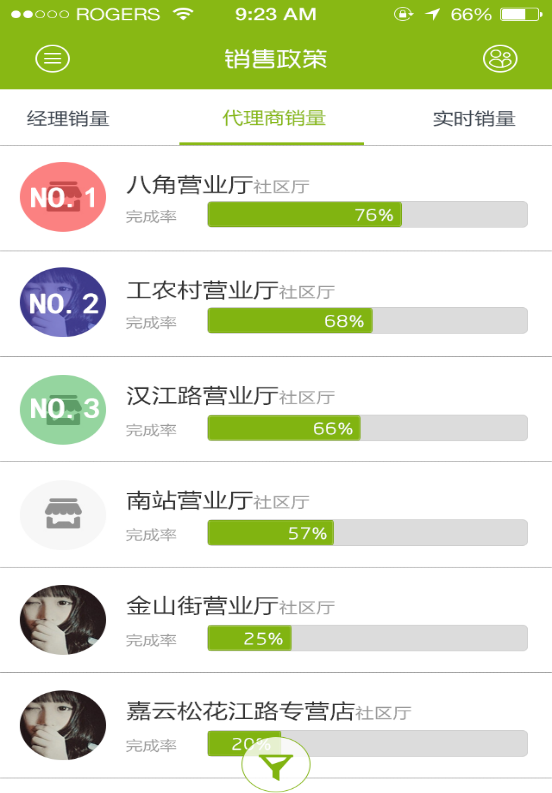 ROGERS 9:23 AM 66%
销售政策
经理销量 代理商销量 实时销量
NO. 1 八角营业厅社区厅
完成率 76%
NO. 2 工农村营业厅社区厅
完成率 68%
NO. 3 汉江路营业厅社区厅
完成率 66%
南站营业厅社区厅
完成率 57%
金山街营业厅社区厅
完成率 25%
嘉云松花江路专营店社区厅
完成率 20%